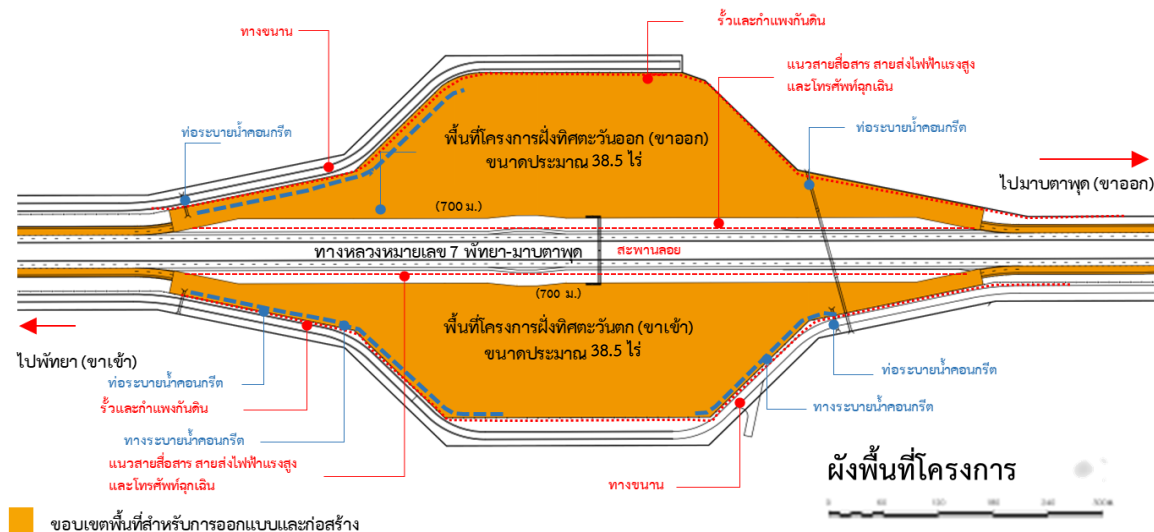 รั้วและกำแพงกันดิน
ทางขนาน
แนวสายสื่อสาร สายส่งไฟฟ้าแรงสูง
และโทรศัพท์ฉุกเฉิน
ท่อระบายน้ำคอนกรีต
พื้นที่โครงการฝั่งทิศตะวันออก (ขาออก)
ขนาดประมาณ 38.5 ไร่
ท่อระบายน้ำคอนกรีต
ไปมาบตาพุด (ขาออก)
(700 ม.)
ทางหลวงหมายเลข 7 พัทยา-มาบตาพุด
สะพานลอย
(700 ม.)
พื้นที่โครงการฝั่งทิศตะวันตก (ขาเข้า)
ขนาดประมาณ 38.5 ไร่
ไปพัทยา (ขาเข้า)
ท่อระบายน้ำคอนกรีต
ท่อระบายน้ำคอนกรีต
รั้วและกำแพงกันดิน
ทางระบายน้ำคอนกรีต
ทางระบายน้ำคอนกรีต
แนวสายสื่อสาร สายส่งไฟฟ้าแรงสูง
และโทรศัพท์ฉุกเฉิน
ทางขนาน
ผังพื้นที่โครงการ
ขอบเขตพื้นที่สำหรับการออกแบบและก่อสร้าง